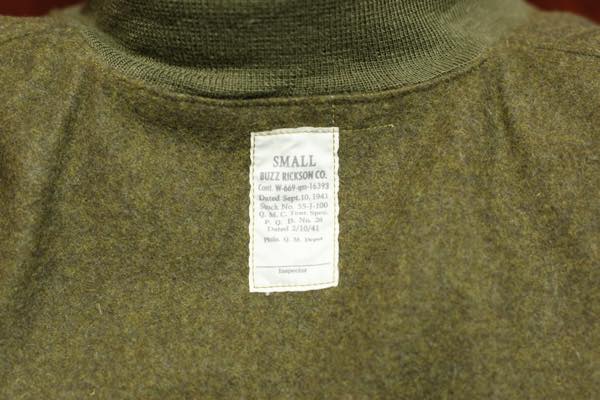 SMALL
BUZZ RICKSON CO.
Cont. W-669-qm-16393
Dated Sept. 10, 1941
Stock No. 55-J-100
Q. M. C. Tent. Spec.
P. Q. D. No. 26
Dated 2/10/41
Phila. Q. M. Depot
Inspector